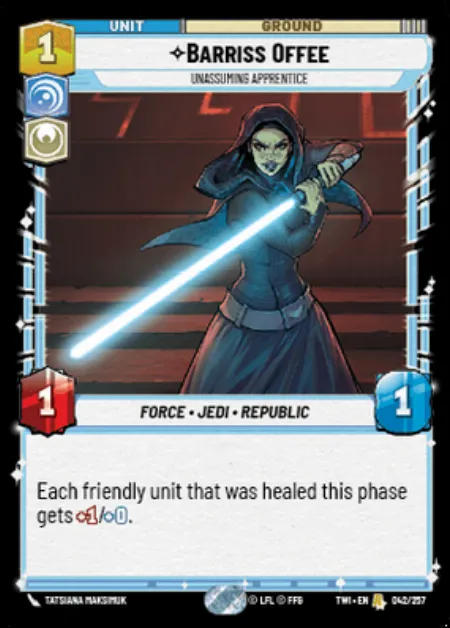 UNIT GROUND
1
BARRISS OFFEE
UNASSUMING APPRENTICE
1
FORCE • JEDI • REPUBLIC
1
Each friendly unit that was healed this phase
gets +1/+0.
TATSIANA MAKSIMUK © LFL © FFG TWI • EN 042/257